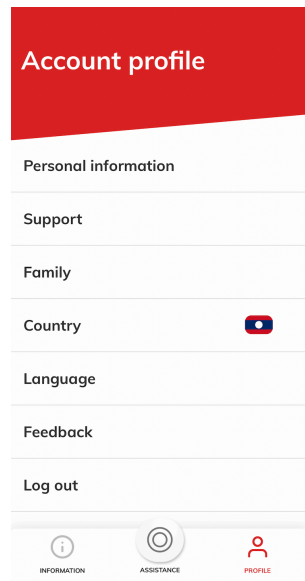 Account profile
Personal information
Support
Family
Country
Language
Feedback
Log out
INFORMATION
ASSISTANCE
PROFILE